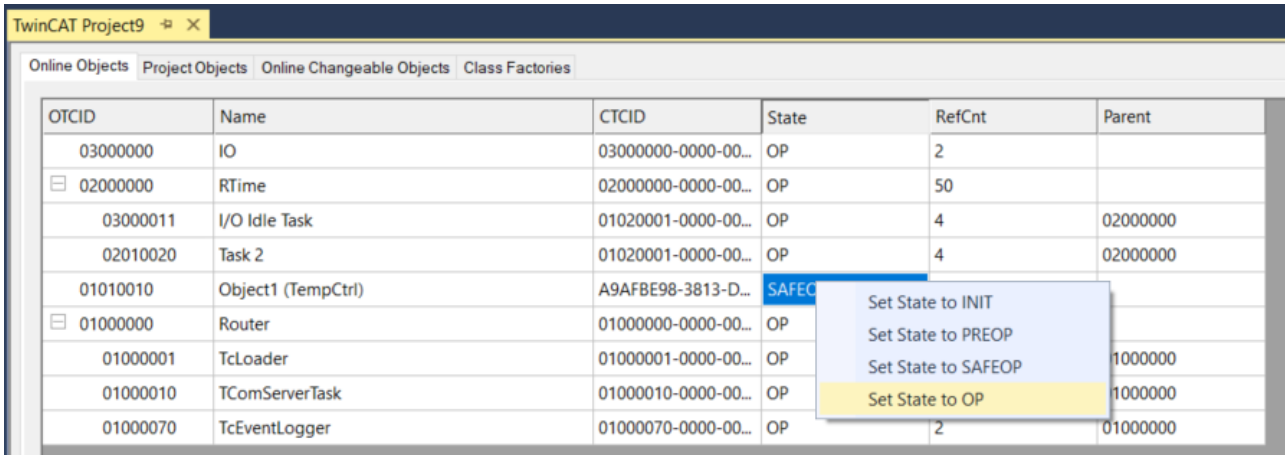 TwinCAT Project9
Online Objects Project Objects Online Changeable Objects Class Factories
OTCID Name CTCID State RefCnt Parent
03000000 IO 03000000-0000-00... OP 2
02000000 RTime 02000000-0000-00... OP 50
03000011 I/O Idle Task 01020001-0000-00... OP 4 02000000
02010020 Task 2 01020001-0000-00... OP 4 02000000
01010010 Object1 (TempCtrl) A9AFBE98-3813-D...
01000000 Router 01000000-0000-00... OP
01000001 TcLoader 01000001-0000-00... OP
01000010 TComServerTask 01000010-0000-00... OP
01000070 TcEventLogger 01000070-0000-00... OP 2 01000000
Set State to INIT
Set State to PREOP
Set State to SAFEOP
Set State to OP